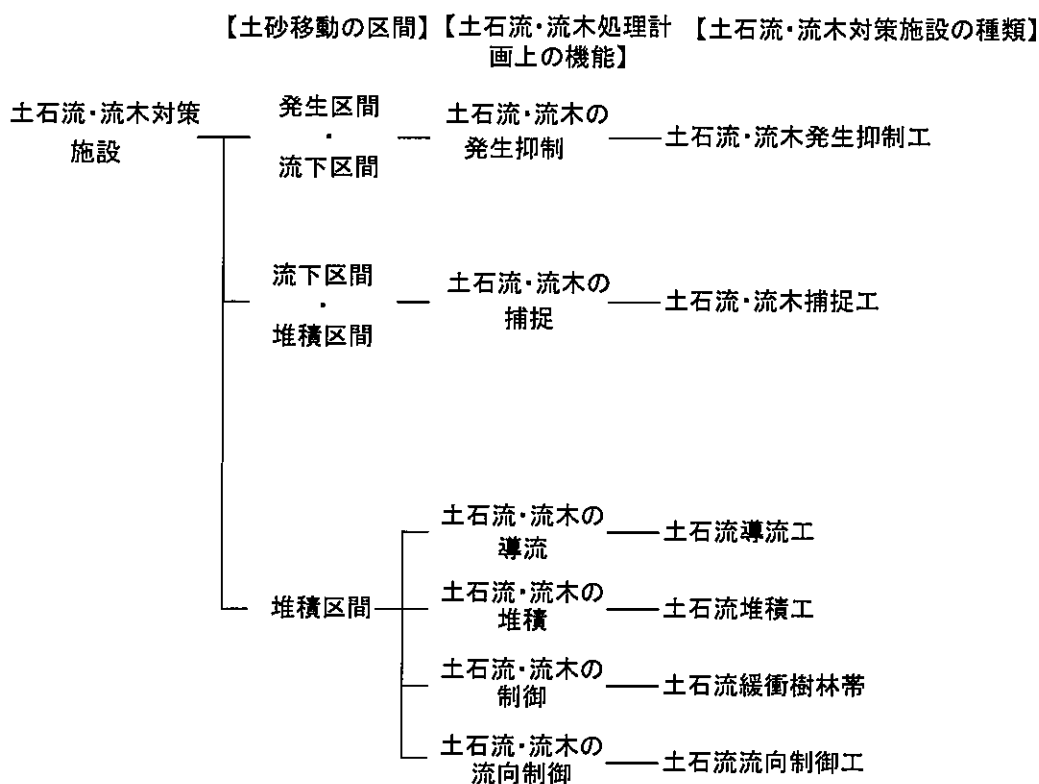 【土砂移動の区間】【土石流・流木処理計 【土石流・流木対策施設の種類】
画上の機能】
土石流・流木対策
施設
発生区間
・
流下区間
土石流・流木の
発生抑制
土石流・流木発生抑制工
流下区間
・
堆積区間
土石流・流木の
捕捉
土石流・流木捕捉工
堆積区間
土石流・流木の
導流
土石流導流工
土石流・流木の
堆積
土石流堆積工
土石流・流木の
制御
土石流緩衝樹林帯
土石流・流木の
流向制御
土石流流向制御工